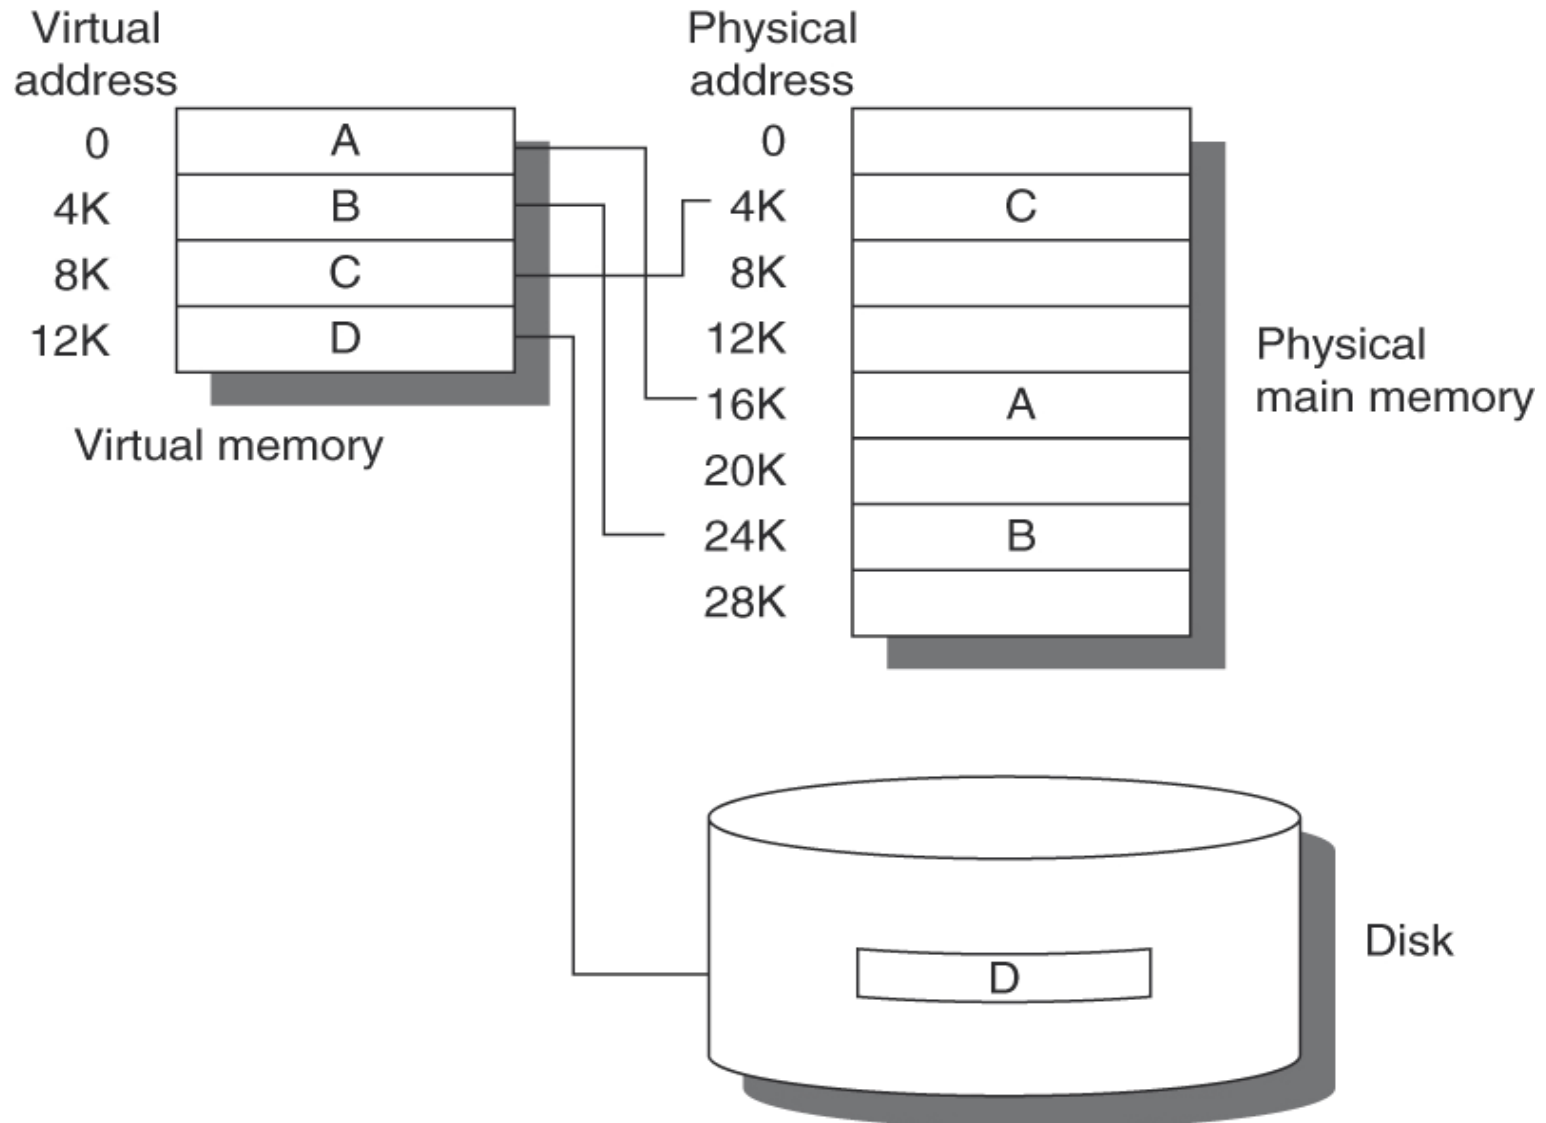 Virtual
address
0
4K
8K
12K
A
B
C
D
Virtual memory
Physical
address
0
4K
8K
12K
16K
20K
24K
28K
C
A
B
Physical
main memory
D
Disk